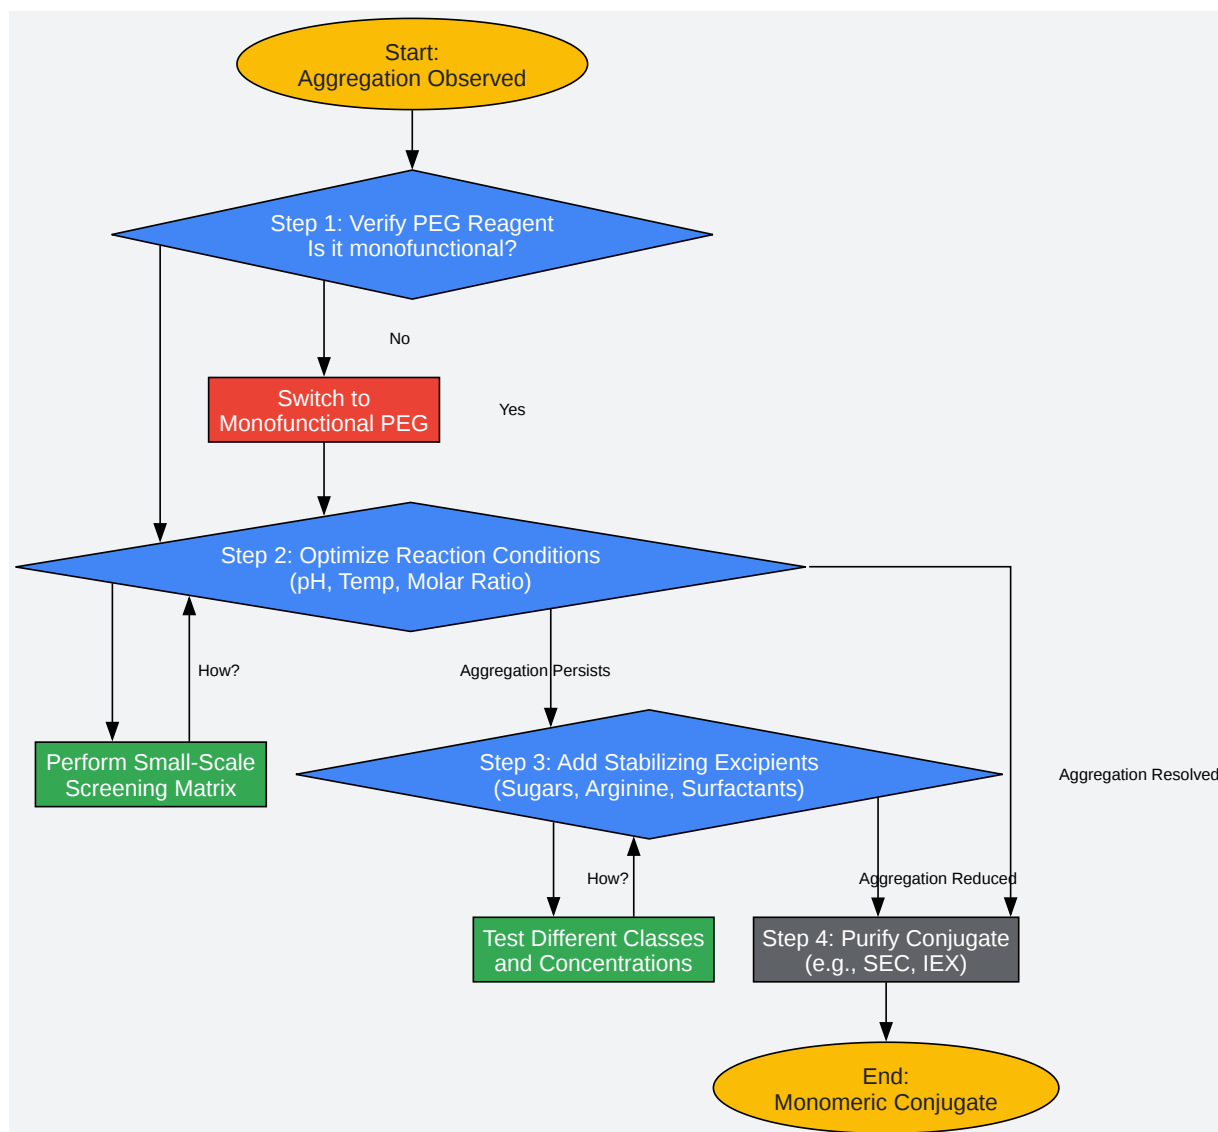 Start:
Aggregation Observed
Step 1: Verify PEG Reagent
Is it monofunctional?
No
Switch to
Monofunctional PEG
Yes
Step 2: Optimize Reaction Conditions
(pH, Temp, Molar Ratio)
How?
Aggregation Persists
Perform Small-Scale
Screening Matrix
Step 3: Add Stabilizing Excipients
(Sugars, Arginine, Surfactants)
Aggregation Resolved
How?
Aggregation Reduced
Test Different Classes
and Concentrations
Step 4: Purify Conjugate
(e.g., SEC, IEX)
End:
Monomeric Conjugate